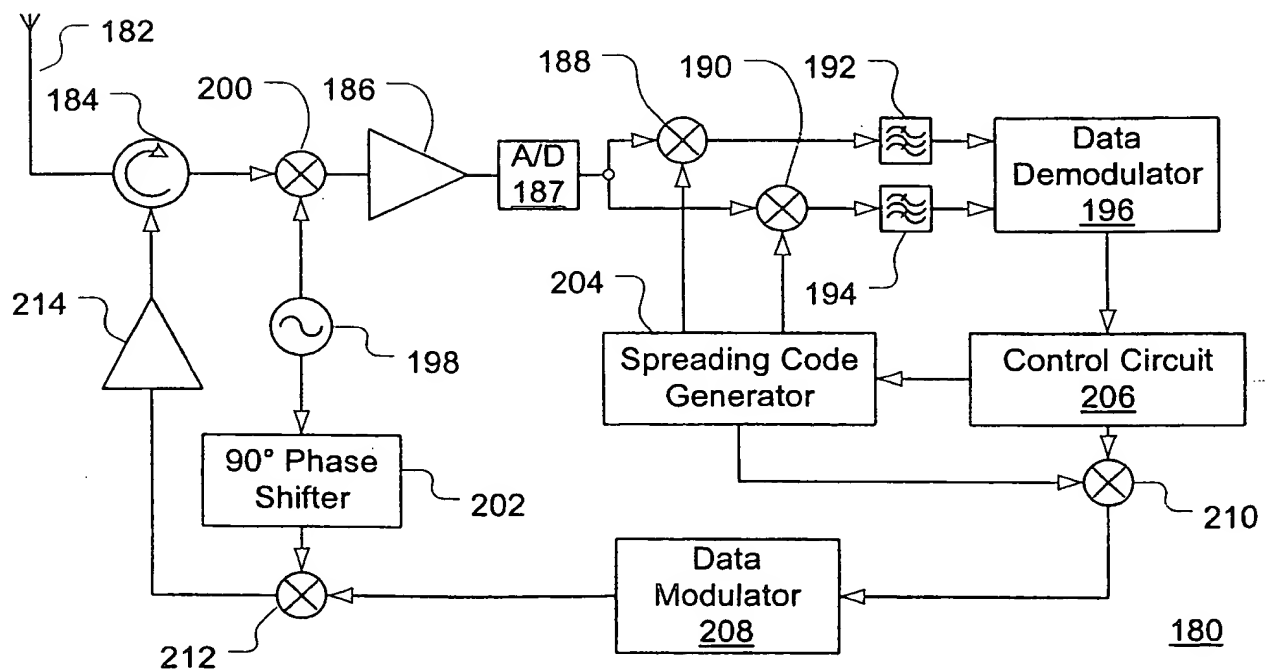 182
184
200
186
188
190
192
A/D
187
Data
Demodulator
196
194
204
214
198
Spreading Code
Generator
Control Circuit
206
90° Phase
Shifter
202
210
Data
Modulator
208
212
180